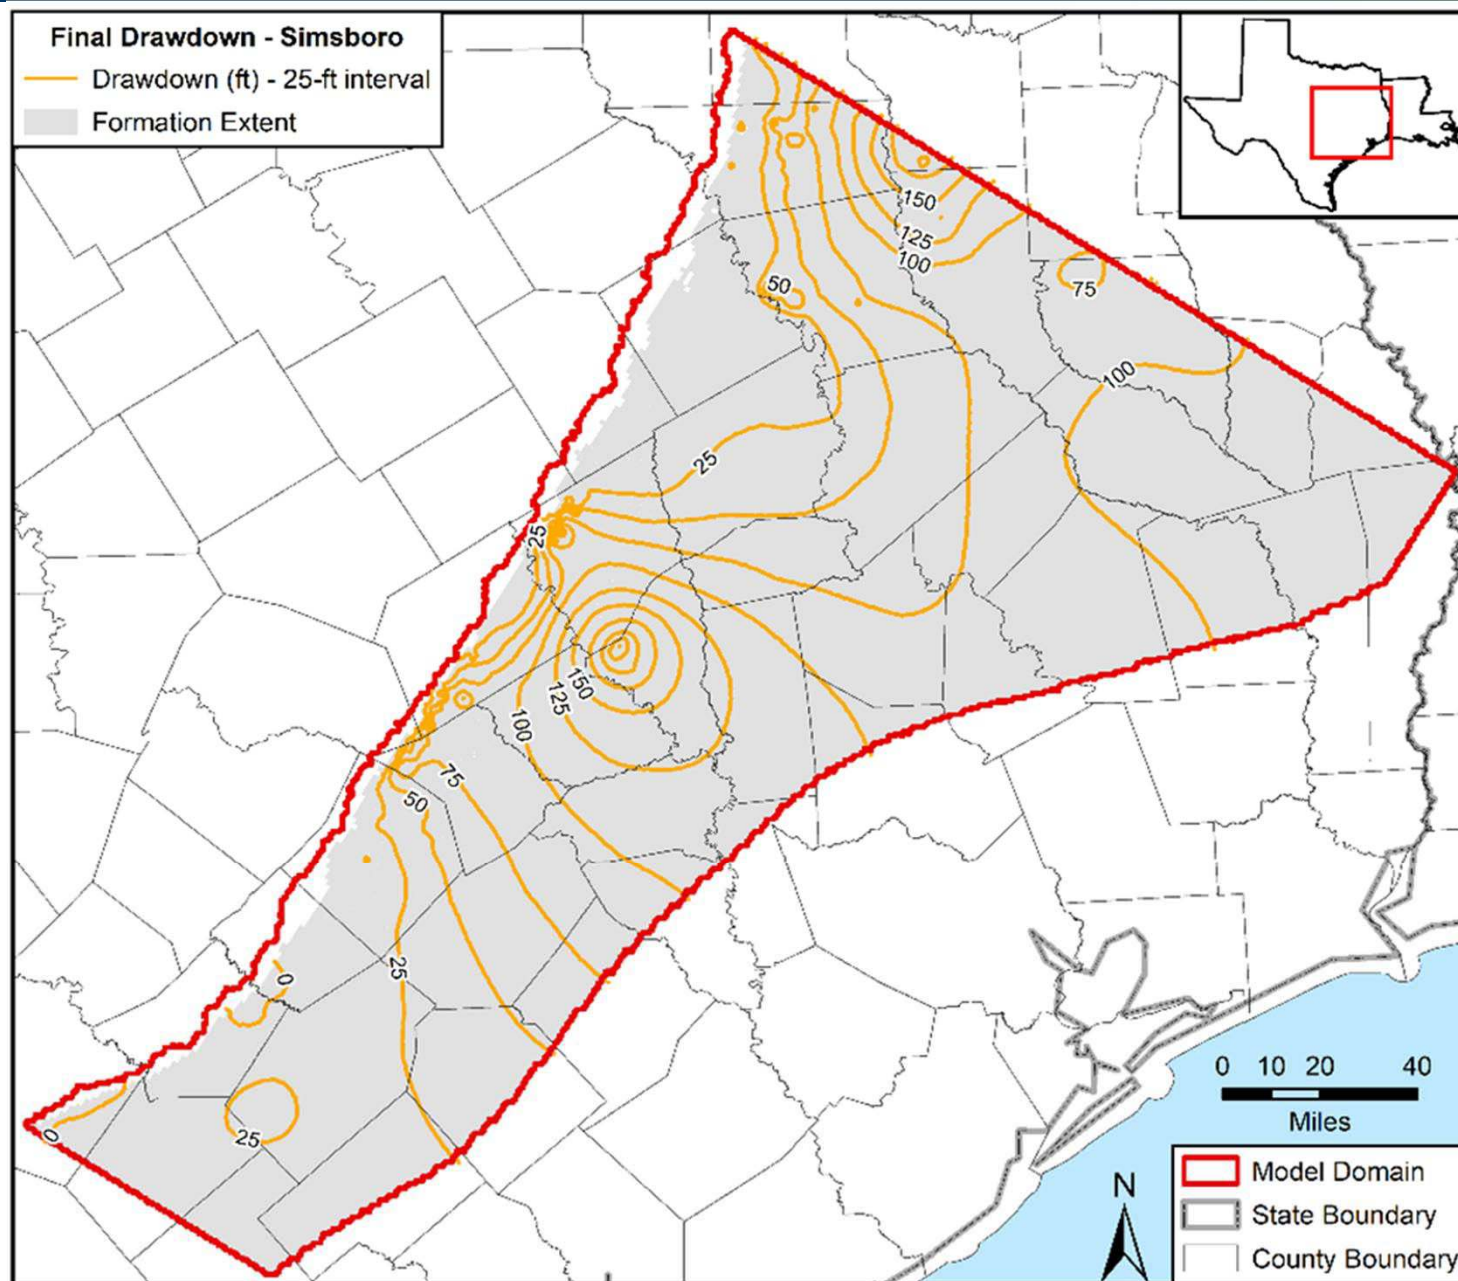 Final Drawdown - Simsboro
Drawdown (ft) - 25-ft interval
Formation Extent
150
125
100
50
75
100
25
25
150
125
100
75
50
25
0
25
0
0 10 20 40
Miles
N
Model Domain
State Boundary
County Boundary